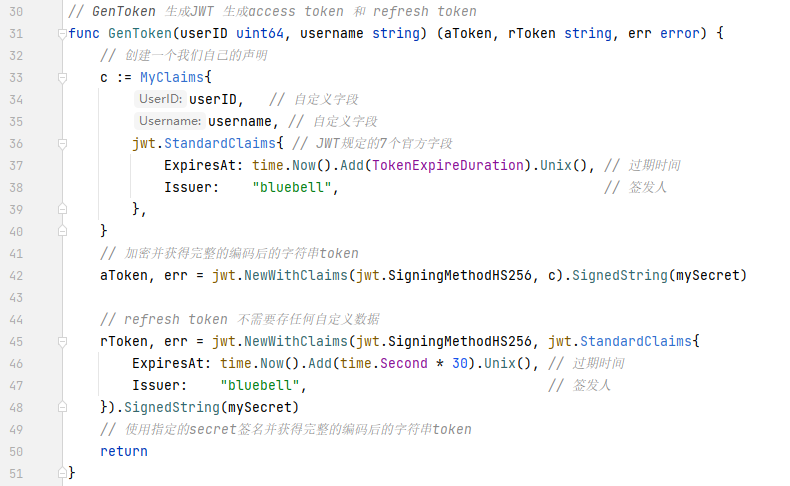 30 // GenToken 生成JWT 生成access token 和 refresh token
31 func GenToken(userID uint64, username string) (aToken, rToken string, err error) {
32 // 创建一个我们自己的声明
33 c := MyClaims{
34 UserID: userID, // 自定义字段
35 Username: username, // 自定义字段
36 jwt.StandardClaims{ // JWT规定的7个官方字段
37 ExpiresAt: time.Now().Add(TokenExpireDuration).Unix(), // 过期时间
38 Issuer: "bluebell", // 签发人
39 },
40 }
41 // 加密并获得完整的编码后的字符串token
42 aToken, err = jwt.NewWithClaims(jwt.SigningMethodHS256, c).SignedString(mySecret)
43
44 // refresh token 不需要存任何自定义数据
45 rToken, err = jwt.NewWithClaims(jwt.SigningMethodHS256, jwt.StandardClaims{
46 ExpiresAt: time.Now().Add(time.Second * 30).Unix(), // 过期时间
47 Issuer: "bluebell", // 签发人
48 }).SignedString(mySecret)
49 // 使用指定的secret签名并获得完整的编码后的字符串token
50 return
51 }